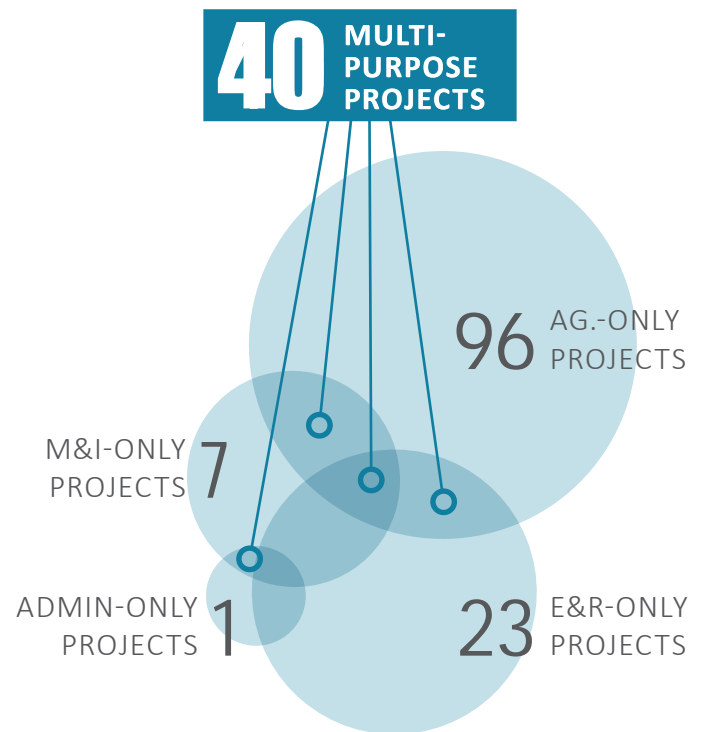 40 MULTI-
PURPOSE
PROJECTS
96 AG.-ONLY
PROJECTS
M&I-ONLY 7
PROJECTS
ADMIN-ONLY 1
PROJECTS
23 E&R-ONLY
PROJECTS